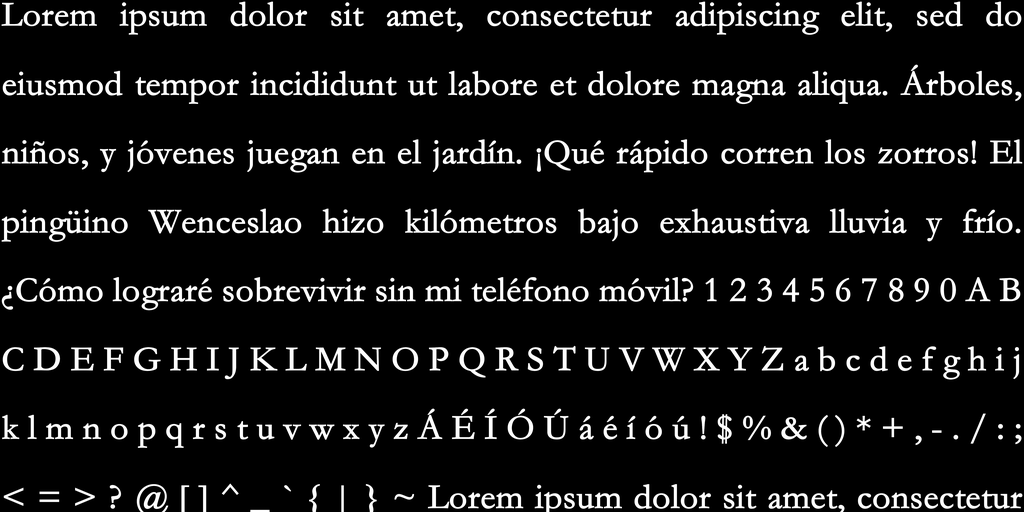 Lorem ipsum dolor sit amet, consectetur adipiscing elit, sed do
eiusmod tempor incididunt ut labore et dolore magna aliqua. Árboles,
niños, y jóvenes juegan en el jardín. ¡Qué rápido corren los zorros! El
pingüino Wenceslao hizo kilómetros bajo exhaustiva lluvia y frío.
¿Cómo lograré sobrevivir sin mi teléfono móvil? 1 2 3 4 5 6 7 8 9 0 A B
C D E F G H I J K L M N O P Q R S T U V W X Y Z a b c d e f g h i j
k l m n o p q r s t u v w x y z Á É Í Ó Ú á é í ó ú ! $ % & ( ) * + , - . / : ;
< = > ? @ [ ] ^ _ ` { | } ~ Lorem ipsum dolor sit amet, consectetur